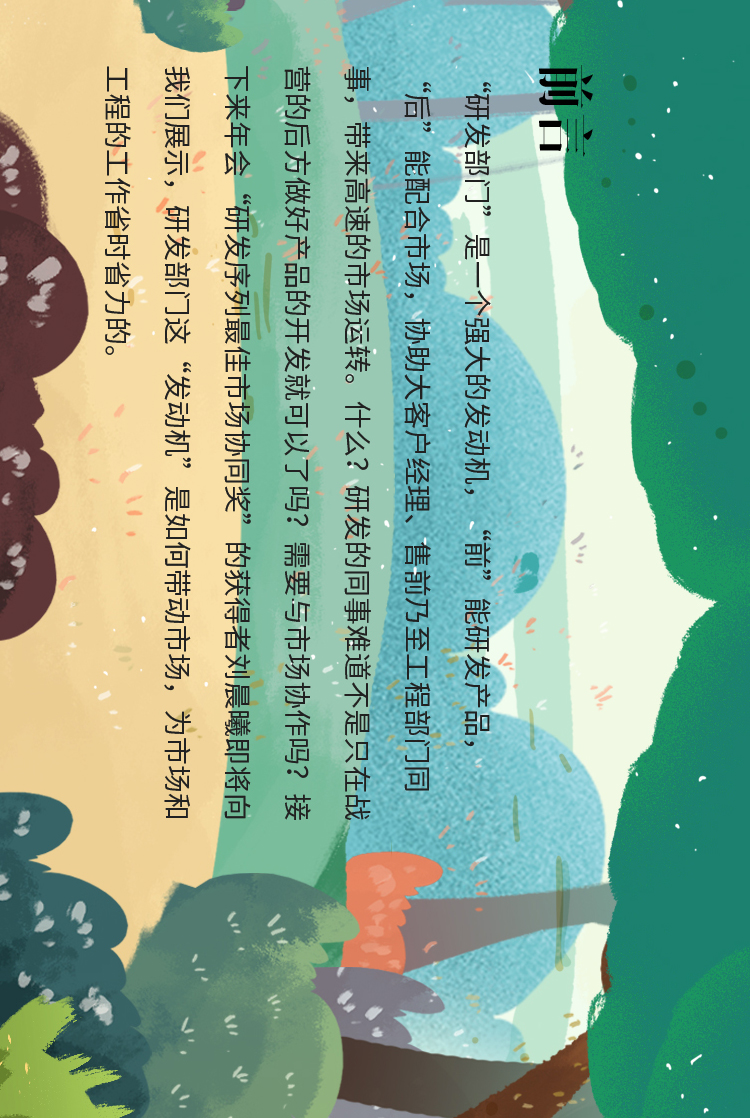 前言
“研发部门”是一个强大的发动机，“前”能研发产品，
“后”能配合市场，协助大客户经理、售前乃至工程部门同
事，带来高速的市场运转。什么？研发的同事难道不是只在战
营的后方做好产品的开发就可以了吗？需要与市场协作吗？接
下来年会“研发序列最佳市场协同奖”的获得者刘晨曦即将向
我们展示，研发部门这“发动机”是如何带动市场，为市场和
工程的工作省时省力的。